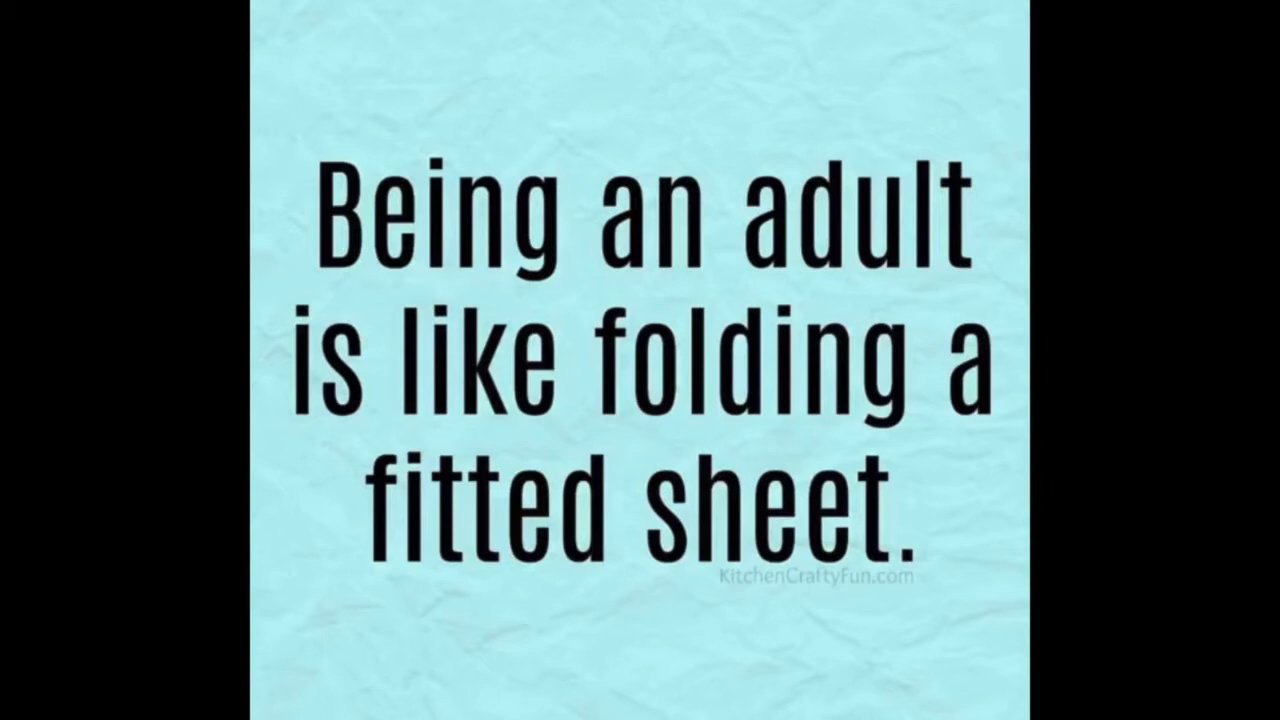 Being an adult
is like folding a
fitted sheet.
KitchenCraftyFun.com